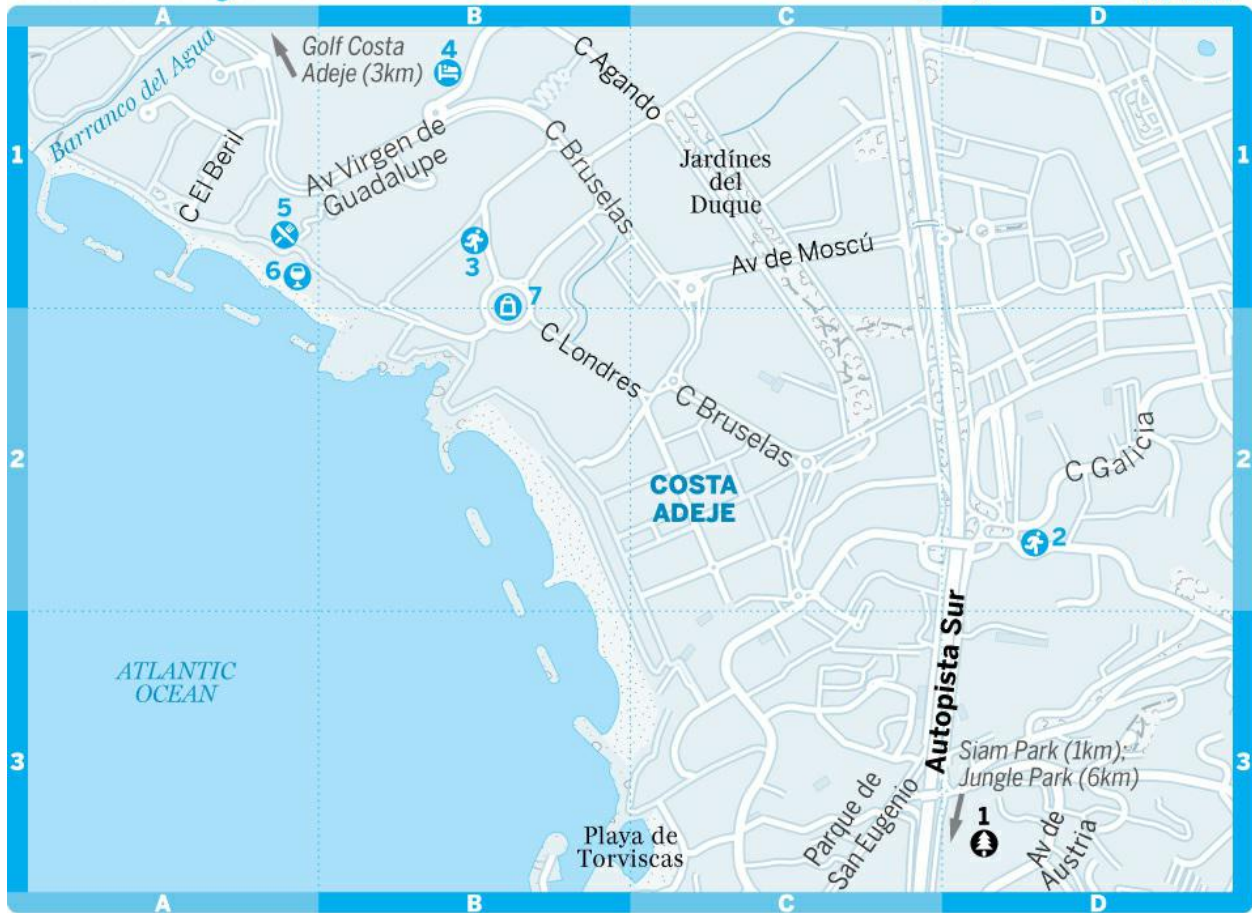 A
B
C
D
Golf Costa
Adeje (3km)
4
Barranco del Agua
C Agando
1
1
C El Beril
Av Virgen de
Guadalupe
C Bruselas
Jardínes
del
Duque
5
3
6
Av de Moscú
7
C Londres
C Bruselas
2
2
C Galicia
COSTA
ADEJE
2
ATLANTIC
OCEAN
Autopista Sur
3
3
Siam Park (1km);
Jungle Park (6km)
Parque de
San Eugenio
1
Av de
Austria
Playa de
Torviscas
A
B
C
D